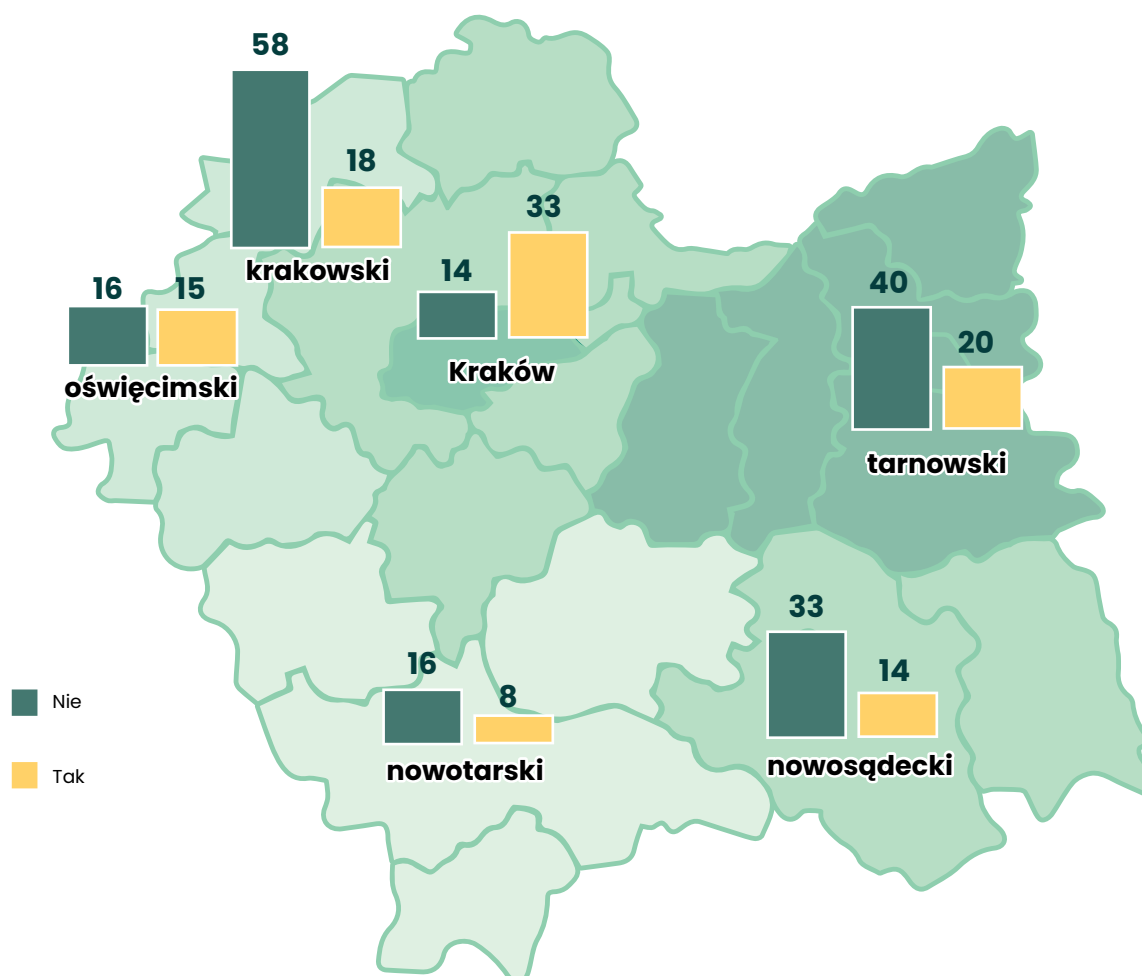 58
18
krakowski
33
14
Kraków
16
15
oświęcimski
40
20
tarnowski
33
14
nowosądecki
16
8
nowotarski
Nie
Tak